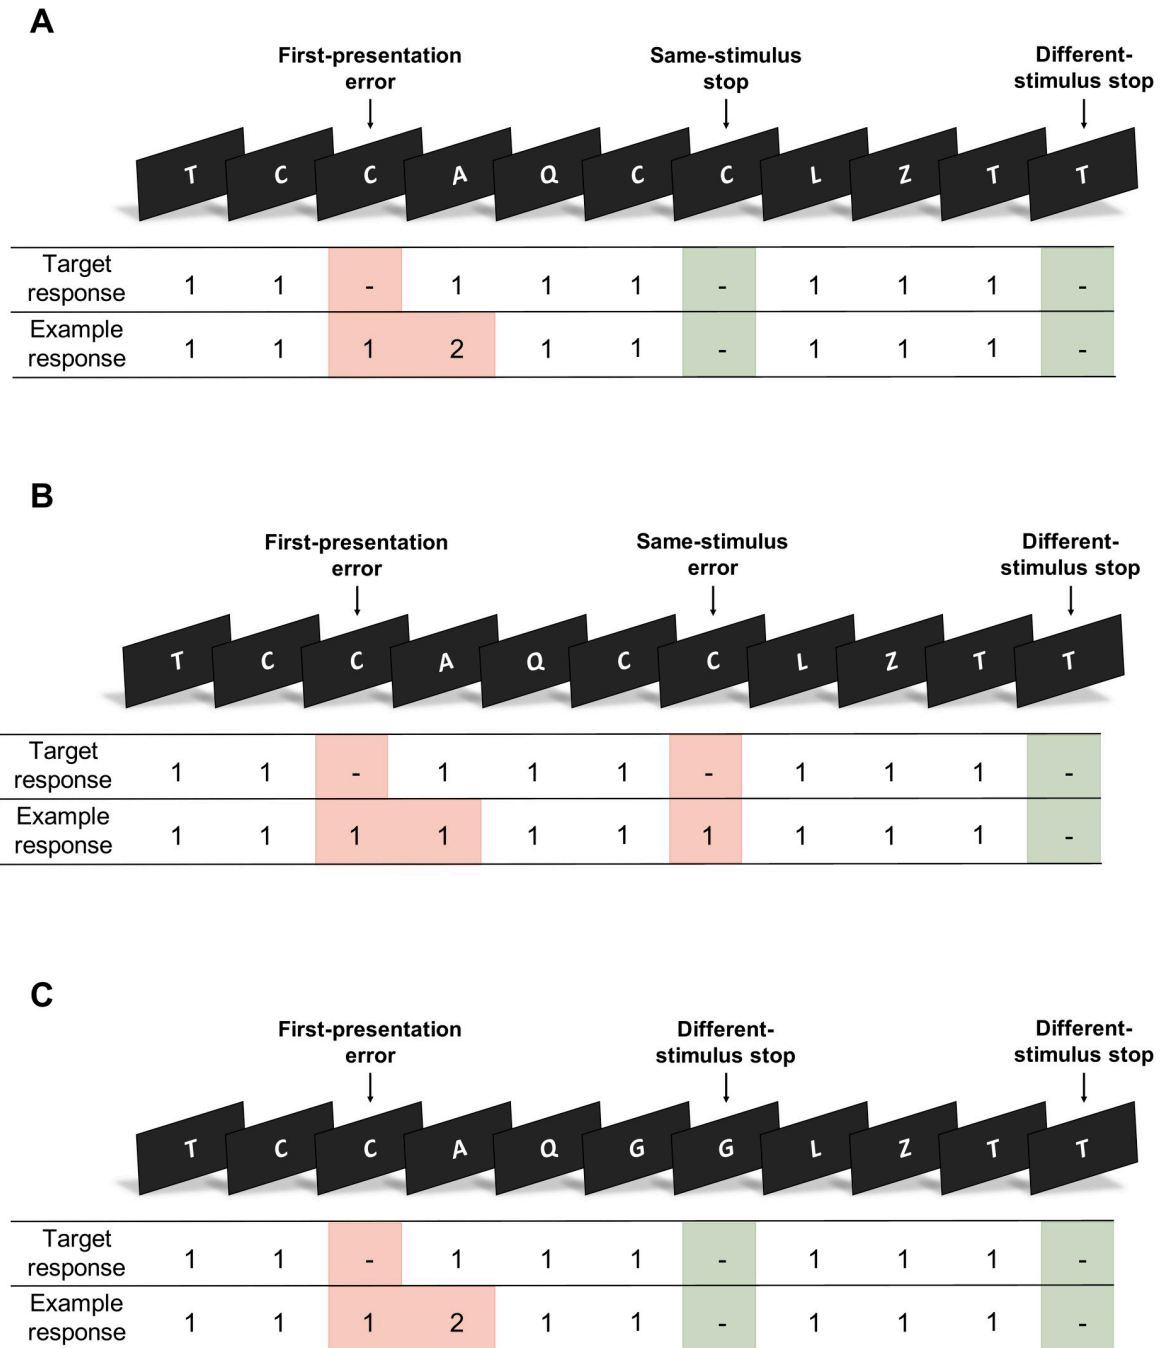 A
First-presentation
error
Same-stimulus
stop
Different-
stimulus stop
T C C A Q C C L Z T T
Target
response
1 1 - 1 1 1 - 1 1 1 -
Example
response
1 1 1 2 1 1 - 1 1 1 -
B
First-presentation
error
Same-stimulus
error
Different-
stimulus stop
T C C A Q C C L Z T T
Target
response
1 1 - 1 1 1 - 1 1 1 -
Example
response
1 1 1 1 1 1 1 1 1 1 -
C
First-presentation
error
Different-
stimulus stop
Different-
stimulus stop
T C C A Q G G L Z T T
Target
response
1 1 - 1 1 1 - 1 1 1 -
Example
response
1 1 1 2 1 1 - 1 1 1 -